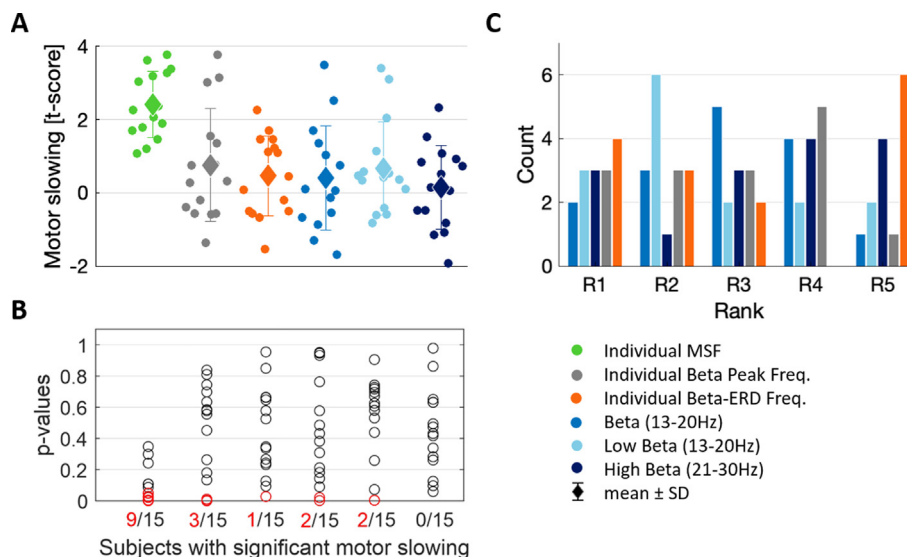 A
Motor slowing [t-score]
4
2
0
-2
B
p-values
1
0.8
0.6
0.4
0.2
0
9/15 3/15 1/15 2/15 2/15 0/15
Subjects with significant motor slowing
C
Count
6
4
2
0
R1 R2 R3 R4 R5
Rank
Individual MSF
Individual Beta Peak Freq.
Individual Beta-ERD Freq.
Beta (13-20Hz)
Low Beta (13-20Hz)
High Beta (21-30Hz)
mean ± SD